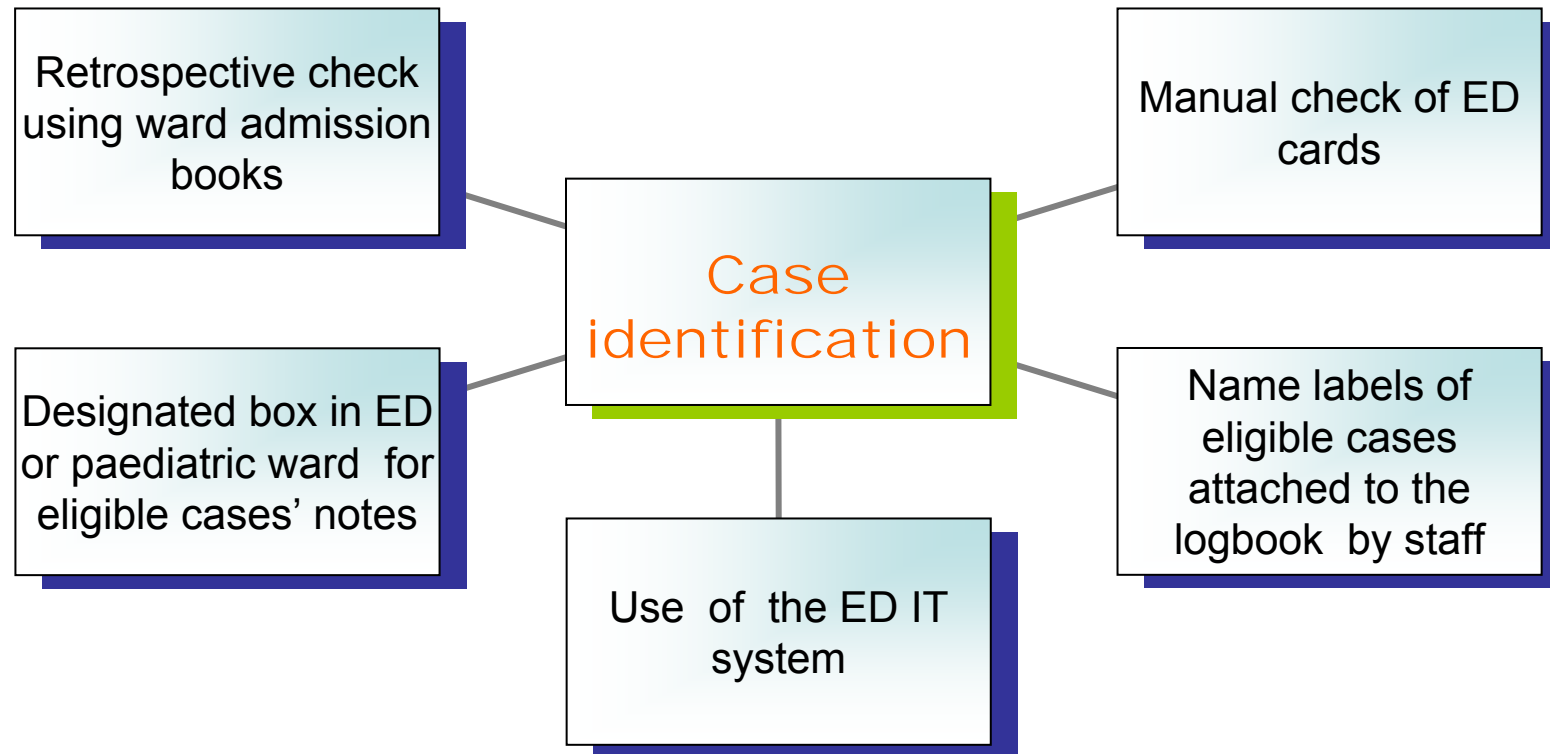 Retrospective check
using ward admission
books
Manual check of ED
cards
Case
identification
Designated box in ED
or paediatric ward  for
eligible cases’ notes
Name labels of
eligible cases
attached to the
logbook  by staff
Use  of  the ED IT
system